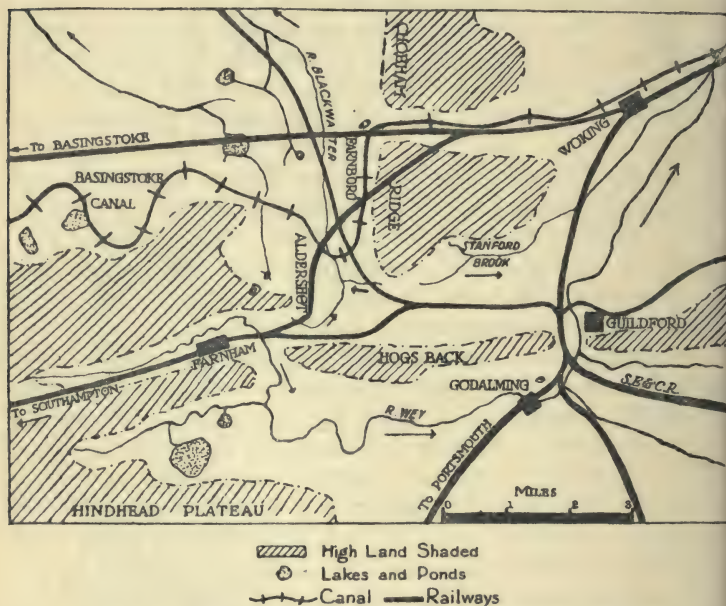 CHOBHAM
R. BLACKWATER
TO BASINGSTOKE
FARNBORO
WOKING
BASINGSTOKE
CANAL
RIDGE
STANFORD
BROOK
ALDERSHOT
GUILDFORD
FARNHAM
HOGS BACK
TO SOUTHAMPTON
GODALMING
S.E.& C.R.
R. WEY
TO PORTSMOUTH
MILES
0 1 2 3
HINDHEAD PLATEAU
High Land Shaded
Lakes and Ponds
Canal Railways